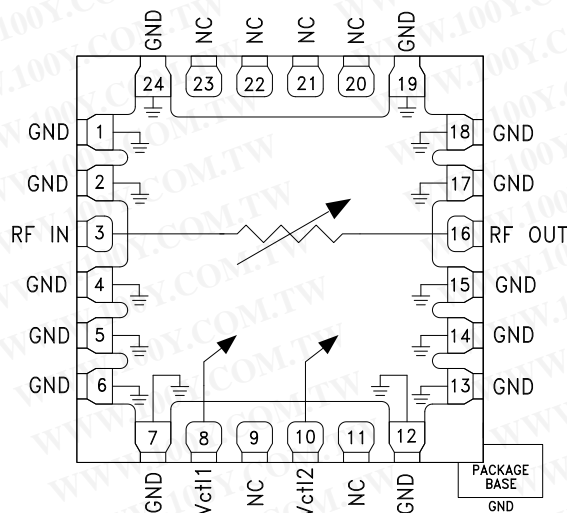 GND NC NC NC NC GND
24 23 22 21 20 19
GND 1 18 GND
GND 2 17 GND
RF IN 3 16 RF OUT
GND 4 15 GND
GND 5 14 GND
GND 6 13 GND
7 8 9 10 11 12
GND Vctl1 NC Vctl2 NC GND
PACKAGE
BASE
GND
WWW.100Y.COM.TW